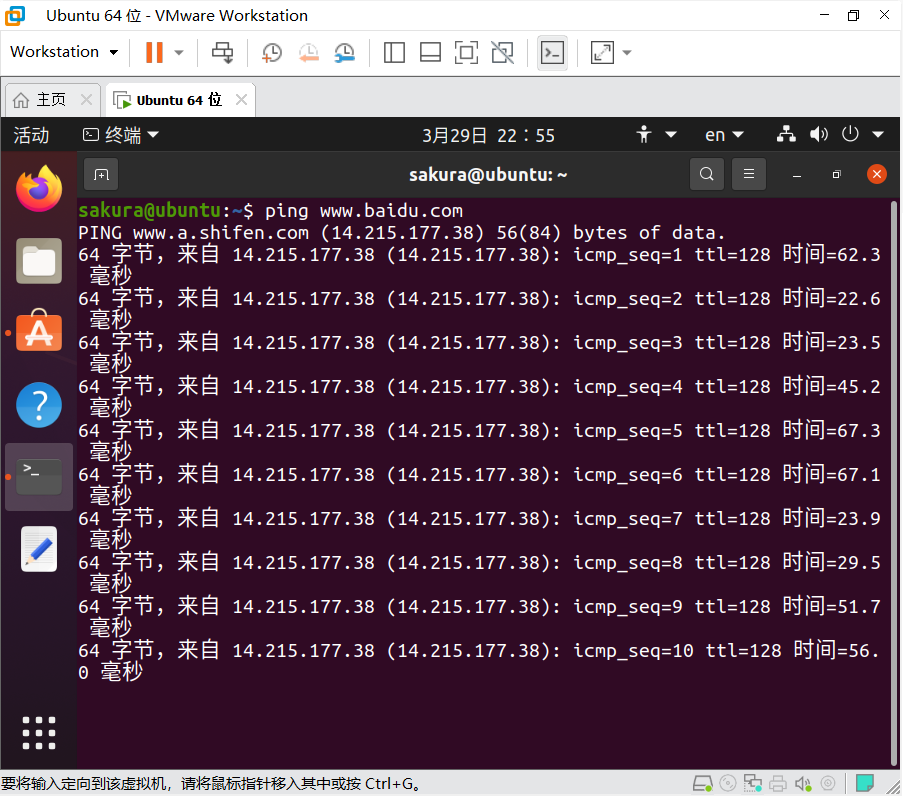 Ubuntu 64 位 - VMware Workstation
Workstation
主页
Ubuntu 64 位
活动
终端
3月29日 22：55
en
sakura@ubuntu: ~
sakura@ubuntu:~$ ping www.baidu.com
PING www.a.shifen.com (14.215.177.38) 56(84) bytes of data.
64 字节，来自 14.215.177.38 (14.215.177.38): icmp_seq=1 ttl=128 时间=62.3
毫秒
64 字节，来自 14.215.177.38 (14.215.177.38): icmp_seq=2 ttl=128 时间=22.6
毫秒
64 字节，来自 14.215.177.38 (14.215.177.38): icmp_seq=3 ttl=128 时间=23.5
毫秒
64 字节，来自 14.215.177.38 (14.215.177.38): icmp_seq=4 ttl=128 时间=45.2
毫秒
64 字节，来自 14.215.177.38 (14.215.177.38): icmp_seq=5 ttl=128 时间=67.3
毫秒
64 字节，来自 14.215.177.38 (14.215.177.38): icmp_seq=6 ttl=128 时间=67.1
毫秒
64 字节，来自 14.215.177.38 (14.215.177.38): icmp_seq=7 ttl=128 时间=23.9
毫秒
64 字节，来自 14.215.177.38 (14.215.177.38): icmp_seq=8 ttl=128 时间=29.5
毫秒
64 字节，来自 14.215.177.38 (14.215.177.38): icmp_seq=9 ttl=128 时间=51.7
毫秒
64 字节，来自 14.215.177.38 (14.215.177.38): icmp_seq=10 ttl=128 时间=56.
0 毫秒
要将输入定向到该虚拟机，请将鼠标指针移入其中或按 Ctrl+G。